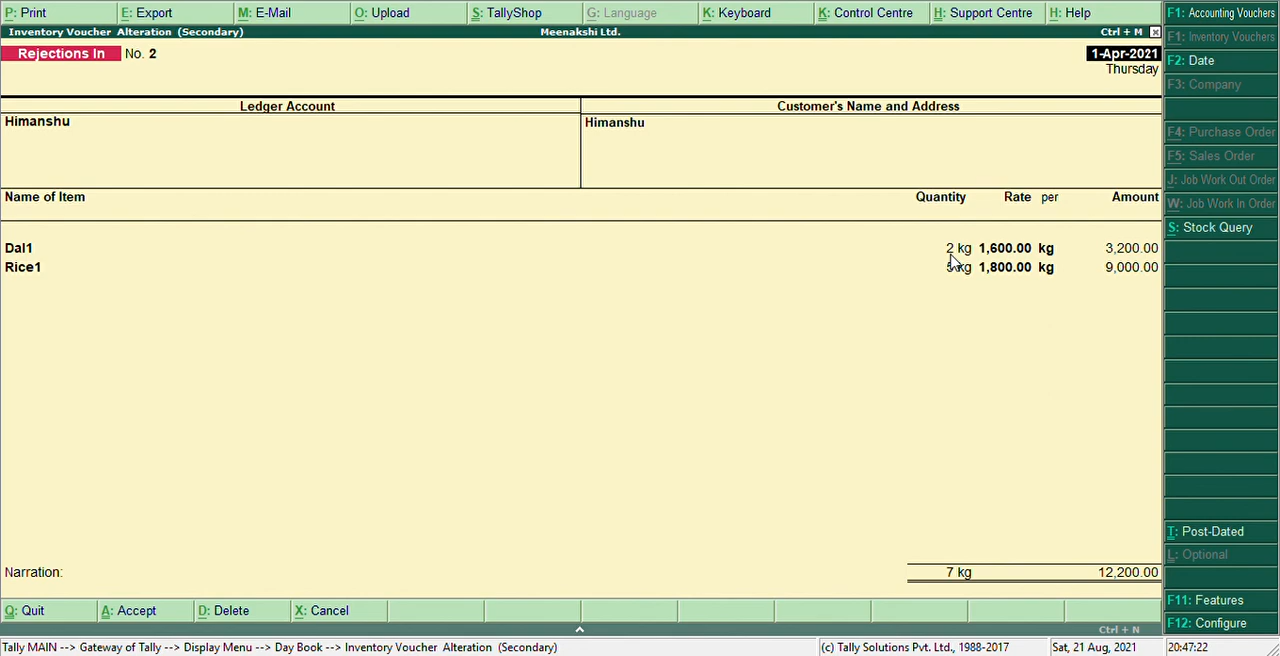 P: Print E: Export M: E-Mail O: Upload S: TallyShop G: Language K: Keyboard K: Control Centre H: Support Centre H: Help
Inventory Voucher Alteration (Secondary) Meenakshi Ltd. Ctrl + M
Rejections In No. 2 1-Apr-2021
Thursday
Ledger Account Customer's Name and Address
Himanshu Himanshu
Name of Item Quantity Rate per Amount
Dal1 2 kg 1,600.00 kg 3,200.00
Rice1 5 kg 1,800.00 kg 9,000.00
Narration: 7 kg 12,200.00
Q: Quit A: Accept D: Delete X: Cancel
Ctrl + N
Tally MAIN --> Gateway of Tally --> Display Menu --> Day Book --> Inventory Voucher Alteration (Secondary) (c) Tally Solutions Pvt. Ltd., 1988-2017 Sat, 21 Aug, 2021 20:47:22
F1: Accounting Vouchers
F1: Inventory Vouchers
F2: Date
F3: Company
F4: Purchase Order
F5: Sales Order
J: Job Work Out Order
W: Job Work In Order
S: Stock Query
T: Post-Dated
L: Optional
F11: Features
F12: Configure